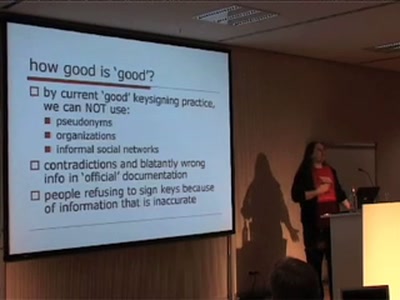 how good is 'good'?
by current 'good' keysigning practice,
we can NOT use:
pseudonyms
organizations
informal social networks
contradictions and blatantly wrong
info in 'official' documentation
people refusing to sign keys because
of information that is inaccurate